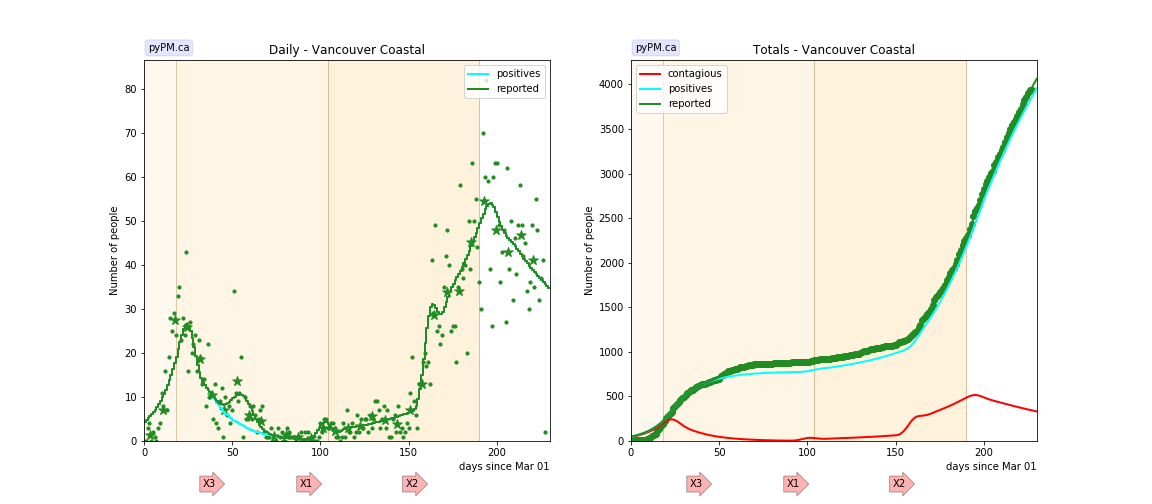 pyPM.ca
Daily - Vancouver Coastal
positives
reported
Number of people
80
70
60
50
40
30
20
10
0
0 50 100 150 200
days since Mar 01
X3 X1 X2
pyPM.ca
Totals - Vancouver Coastal
contagious
positives
reported
Number of people
4000
3500
3000
2500
2000
1500
1000
500
0
0 50 100 150 200
days since Mar 01
X3 X1 X2